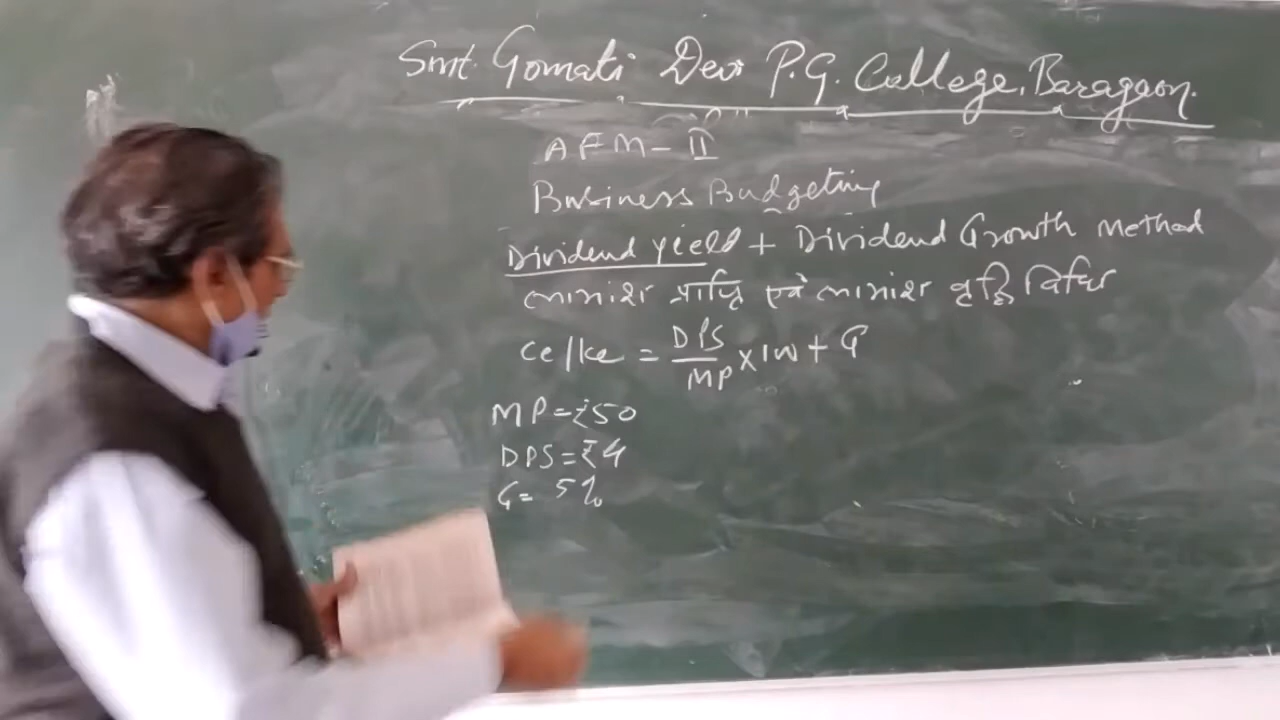 Smt. Gomati Devi P.G. College, Baragaon.
AFM-II
Business Budgeting
Dividend Yield + Dividend Growth Method
लाभांश प्राप्ति एवं लाभांश वृद्धि विधि
Ce/ke = DPS/MP × 100 + G
MP = ₹50
DPS = ₹4
G = 5%